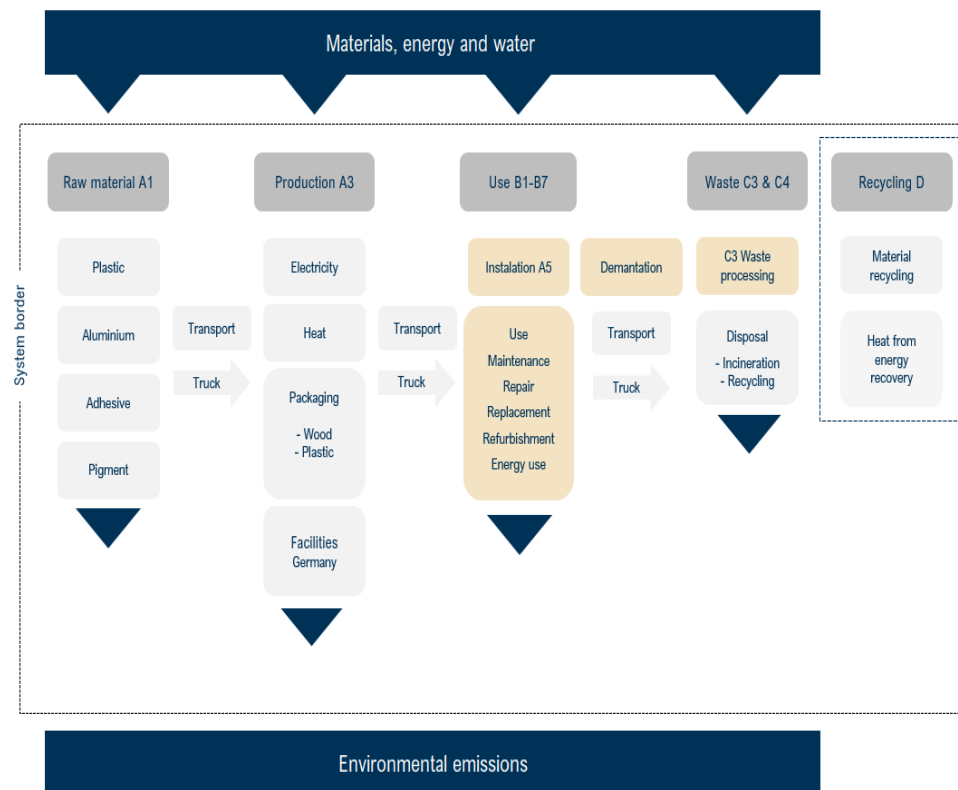 Materials, energy and water
System border
Raw material A1
Plastic
Aluminium
Adhesive
Pigment
Transport
Truck
Production A3
Electricity
Heat
Packaging
- Wood
- Plastic
Facilities
Germany
Transport
Truck
Use B1-B7
Instalation A5
Use
Maintenance
Repair
Replacement
Refurbishment
Energy use
Demantation
Transport
Truck
Waste C3 & C4
C3 Waste
processing
Disposal
- Incineration
- Recycling
Recycling D
Material
recycling
Heat from
energy
recovery
Environmental emissions